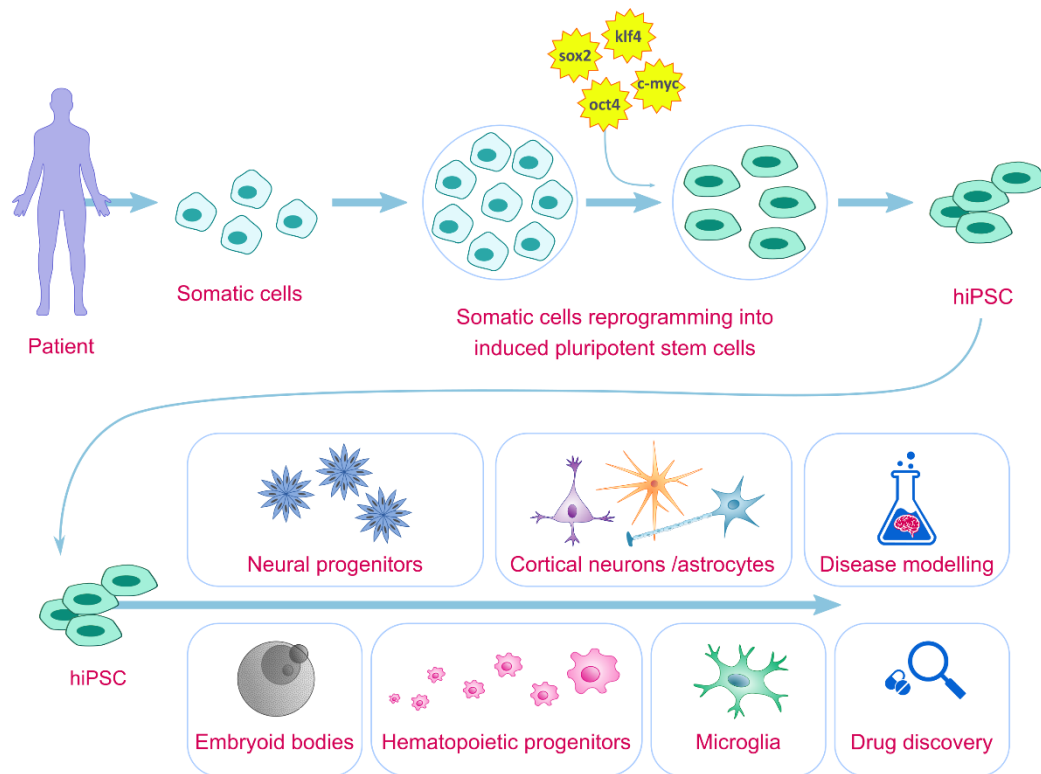 klf4
sox2
c-myc
oct4
Somatic cells
hiPSC
Patient
Somatic cells reprogramming into
induced pluripotent stem cells
Neural progenitors
Cortical neurons /astrocytes
Disease modelling
hiPSC
Embryoid bodies
Hematopoietic progenitors
Microglia
Drug discovery